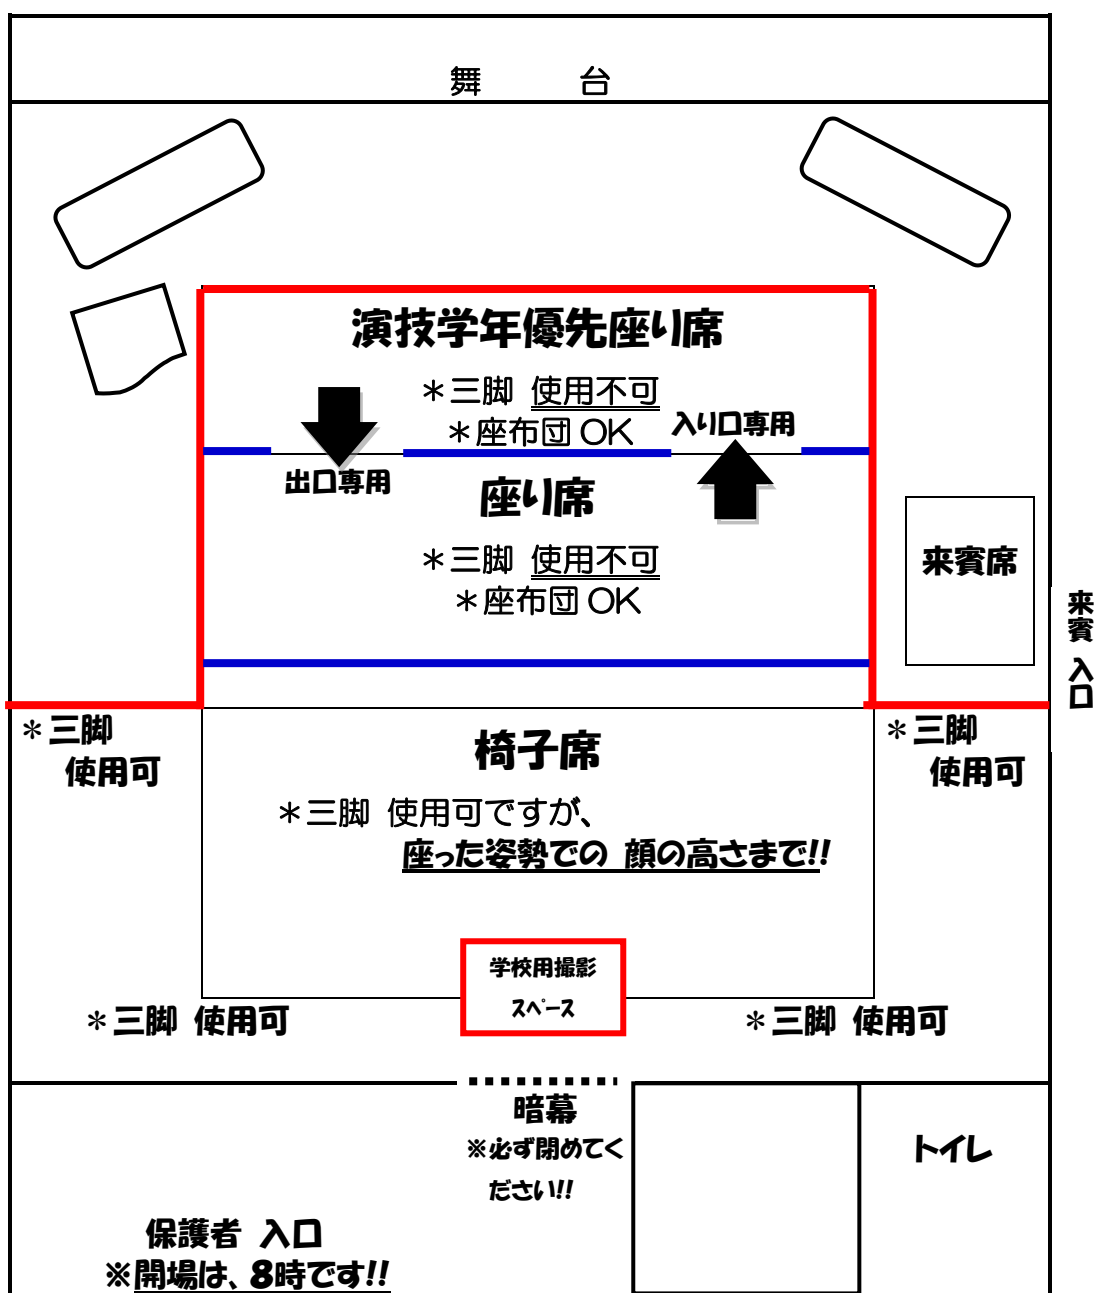 舞 台
演技学年優先座り席
＊三脚 使用不可
＊座布団 OK
入り口専用
出口専用
座り席
＊三脚 使用不可
＊座布団 OK
来賓席
来賓 入口
＊三脚
使用可
椅子席
＊三脚 使用可ですが、
座った姿勢での 顔の高さまで!!
＊三脚
使用可
学校用撮影
スペース
＊三脚 使用可
＊三脚 使用可
暗幕
※必ず閉めてく
ださい!!
トイレ
保護者 入口
※開場は、8時です!!